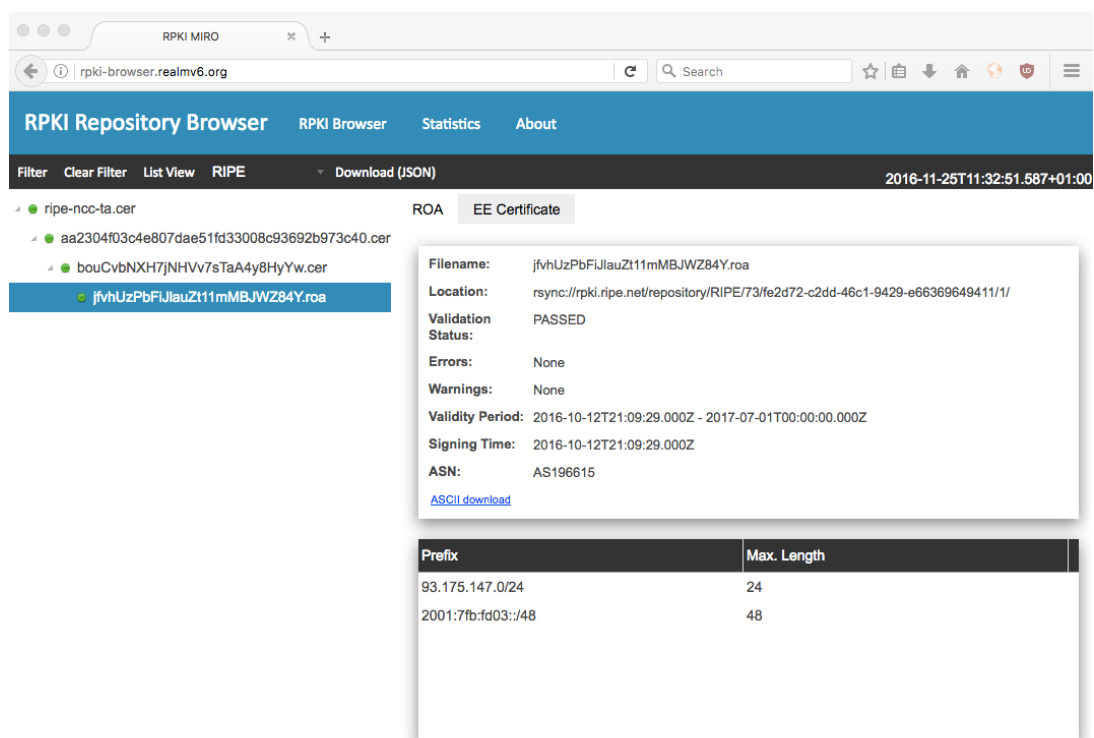 RPKI MIRO
rpki-browser.realmv6.org
Search
RPKI Repository Browser RPKI Browser Statistics About
Filter Clear Filter List View RIPE Download (JSON) 2016-11-25T11:32:51.587+01:00
ripe-ncc-ta.cer
aa2304f03c4e807dae51fd33008c93692b973c40.cer
bouCvbNXH7jNHVv7sTaA4y8HyYw.cer
jfvhUzPbFiJlauZt11mMBJWZ84Y.roa
ROA EE Certificate
Filename: jfvhUzPbFiJlauZt11mMBJWZ84Y.roa
Location: rsync://rpki.ripe.net/repository/RIPE/73/fe2d72-c2dd-46c1-9429-e66369649411/1/
Validation Status: PASSED
Errors: None
Warnings: None
Validity Period: 2016-10-12T21:09:29.000Z - 2017-07-01T00:00:00.000Z
Signing Time: 2016-10-12T21:09:29.000Z
ASN: AS196615
ASCII download
Prefix Max. Length
93.175.147.0/24 24
2001:7fb:fd03::/48 48